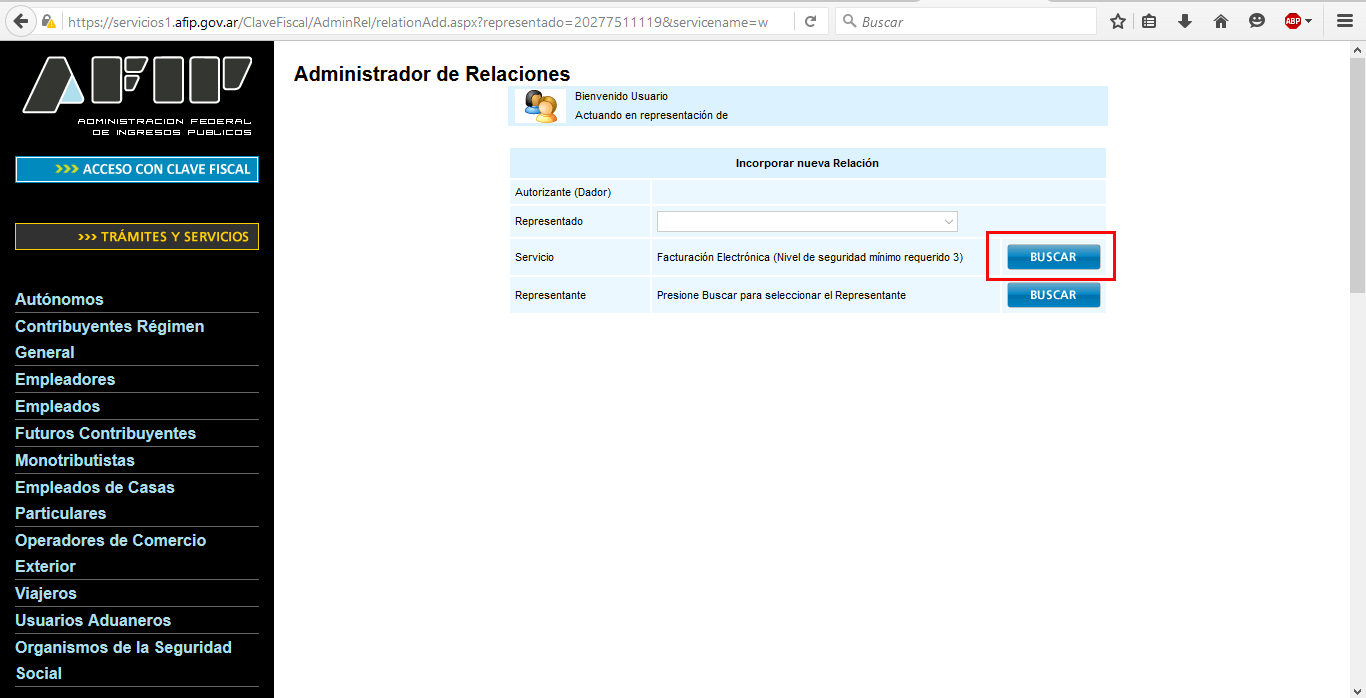 https://servicios1.afip.gov.ar/ClaveFiscal/AdminRel/relationAdd.aspx?representado=20277511119&servicename=w
Buscar
ABP
AFIP
ADMINISTRACION FEDERAL
DE INGRESOS PUBLICOS
>>> ACCESO CON CLAVE FISCAL
>>> TRÁMITES Y SERVICIOS
Autónomos
Contribuyentes Régimen
General
Empleadores
Empleados
Futuros Contribuyentes
Monotributistas
Empleados de Casas
Particulares
Operadores de Comercio
Exterior
Viajeros
Usuarios Aduaneros
Organismos de la Seguridad
Social
Administrador de Relaciones
Bienvenido Usuario
Actuando en representación de
Incorporar nueva Relación
Autorizante (Dador)
Representado
Servicio Facturación Electrónica (Nivel de seguridad mínimo requerido 3) BUSCAR
Representante Presione Buscar para seleccionar el Representante BUSCAR